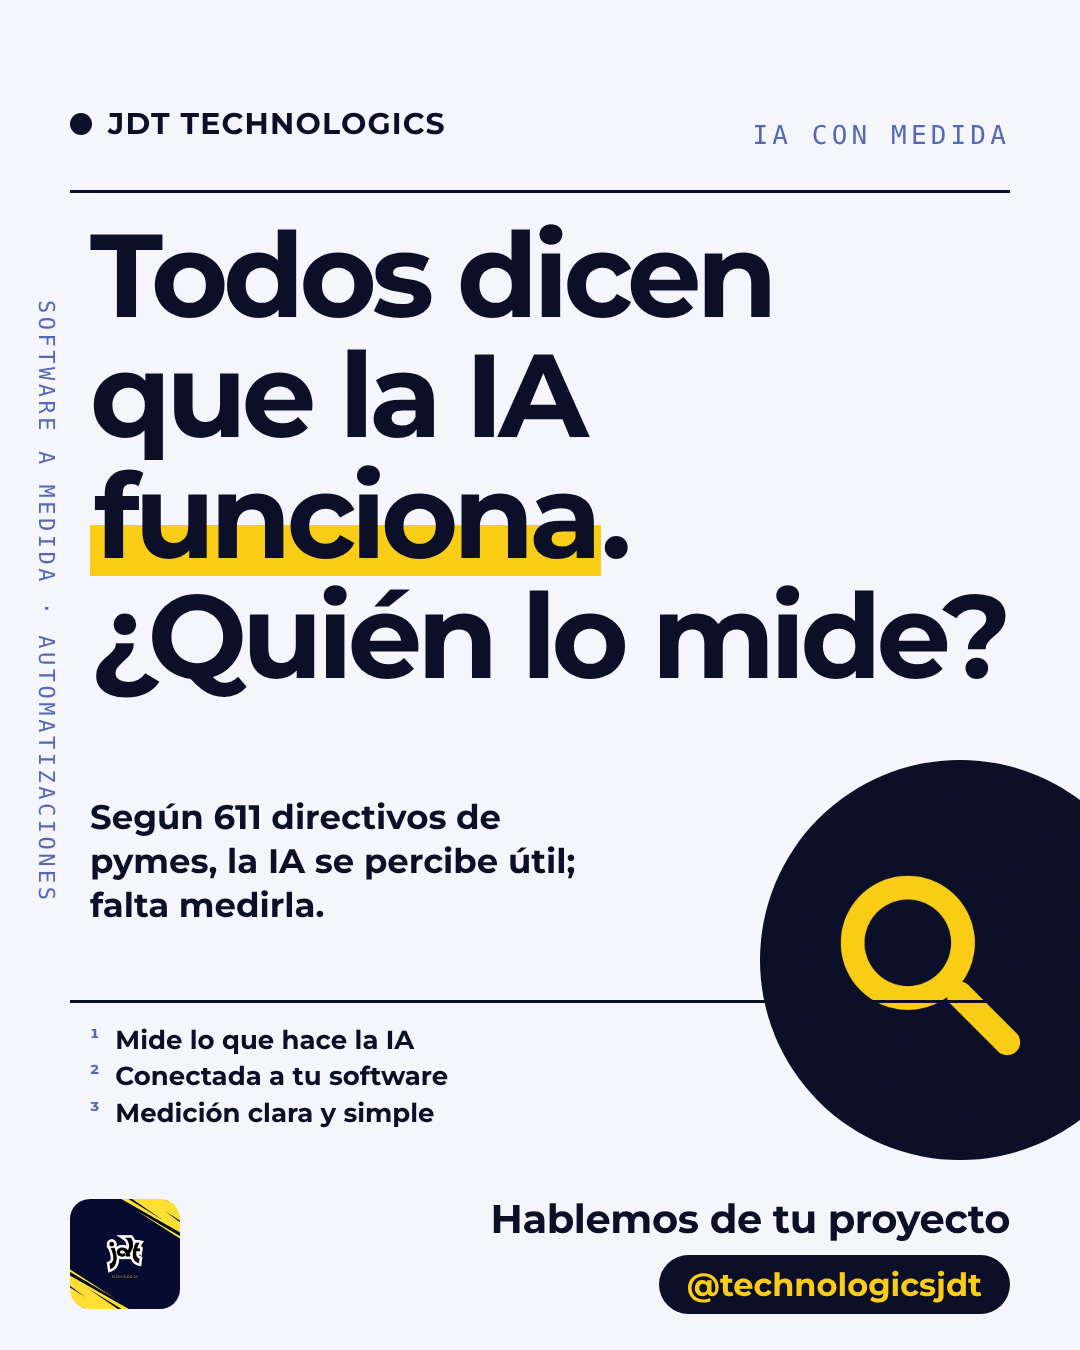 JDT TECHNOLOGICS
IA CON MEDIDA
Todos dicen
que la IA
funciona.
¿Quién lo mide?
SOFTWARE A MEDIDA · AUTOMATIZACIONES
Según 611 directivos de
pymes, la IA se percibe útil;
falta medirla.
¹ Mide lo que hace la IA
² Conectada a tu software
³ Medición clara y simple
jdt
Hablemos de tu proyecto
@technologicsjdt